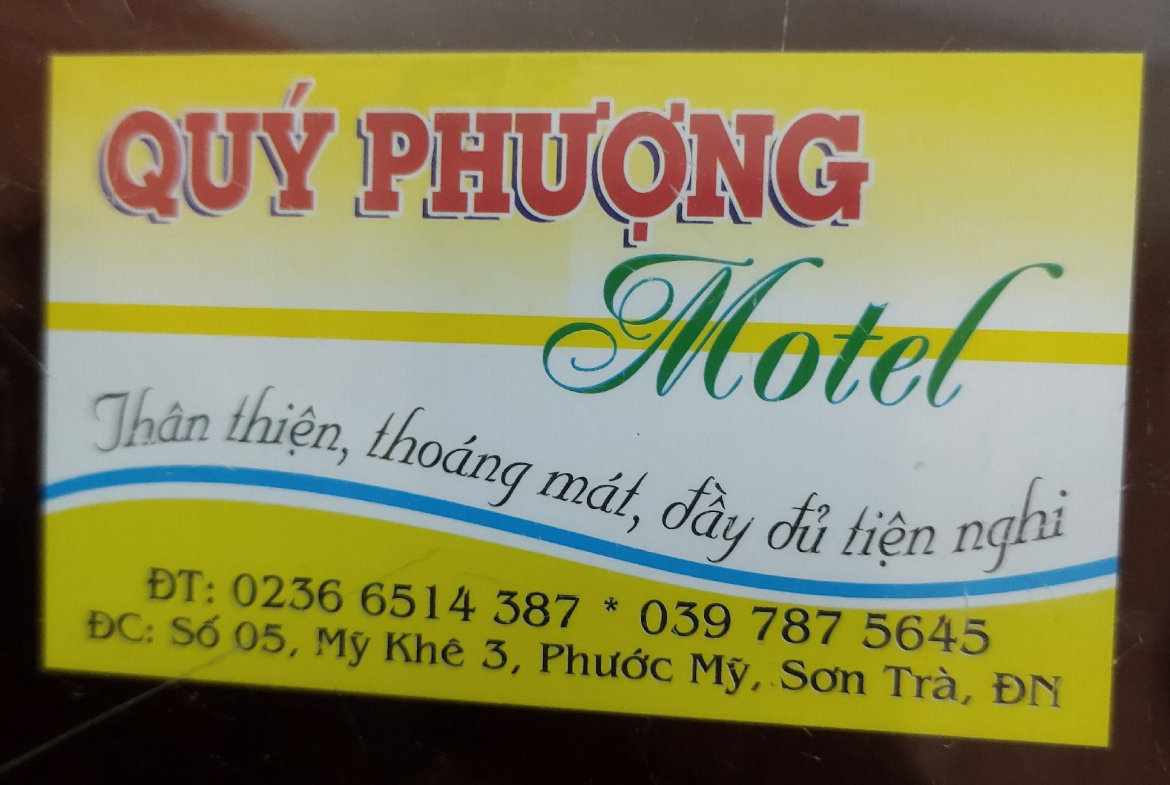 QUÝ PHƯỢNG
Motel
Thân thiện, thoáng mát, đầy đủ tiện nghi
ĐT: 0236 6514 387 * 039 787 5645
ĐC: Số 05, Mỹ Khê 3, Phước Mỹ, Sơn Trà, ĐN